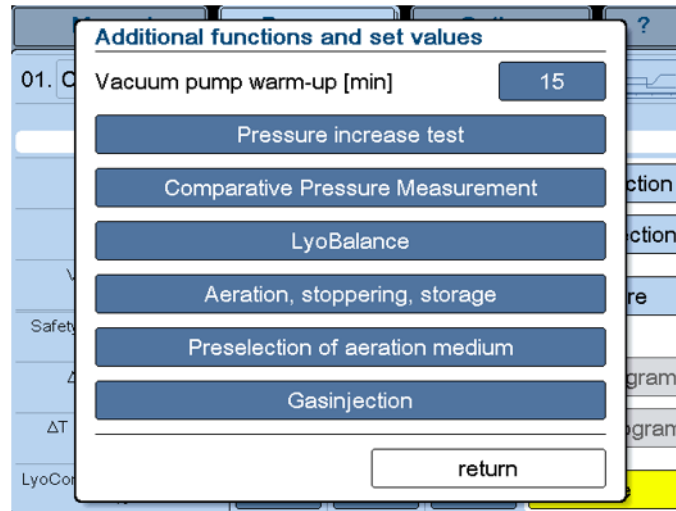 ?
Additional functions and set values
01.
Vacuum pump warm-up [min] 15
Pressure increase test
Comparative Pressure Measurement
LyoBalance
Aeration, stoppering, storage
Preselection of aeration medium
Gasinjection
ΔT
return